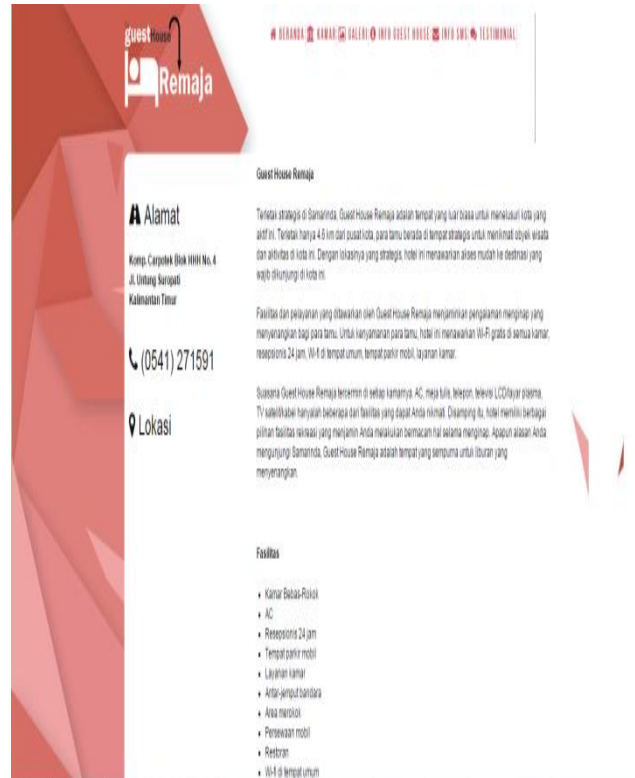 guest House
Remaja
BERANDA KAMAR GALERI INFO GUEST HOUSE INFO SMS TESTIMONIAL
Guest House Remaja
Alamat
Komp. Carpotek Blok HHH No. 4
Jl. Untung Suropati
Kalimantan Timur
(0541) 271591
Lokasi
Terletak strategis di Samarinda, Guest House Remaja adalah tempat yang luar biasa untuk menelusuri kota yang
aktif ini. Terletak hanya 4.6 km dari pusat kota, para tamu berada di tempat strategis untuk menikmati obyek wisata
dan aktivitas di kota ini. Dengan lokasinya yang strategis, hotel ini menawarkan akses mudah ke destinasi yang
wajib dikunjungi di kota ini.
Fasilitas dan pelayanan yang ditawarkan oleh Guest House Remaja menjaminkan pengalaman menginap yang
menyenangkan bagi para tamu. Untuk kenyamanan para tamu, hotel ini menawarkan Wi-Fi gratis di semua kamar,
resepsionis 24 jam, Wi-fi di tempat umum, tempat parkir mobil, layanan kamar.
Suasana Guest House Remaja tercermin di setiap kamarnya. AC, meja tulis, telepon, televisi LCD/layar plasma,
TV satelit/kabel hanyalah beberapa dari fasilitas yang dapat Anda nikmati. Disamping itu, hotel memiliki berbagai
pilihan fasilitas rekreasi yang menjamin Anda melakukan bermacam hal selama menginap. Apapun alasan Anda
mengunjungi Samarinda, Guest House Remaja adalah tempat yang sempurna untuk liburan yang
menyenangkan.
Fasilitas
Kamar Bebas-Rokok
AC
Resepsionis 24 jam
Tempat parkir mobil
Layanan kamar
Antar-jemput bandara
Area merokok
Persewaan mobil
Restoran
Wi-fi di tempat umum